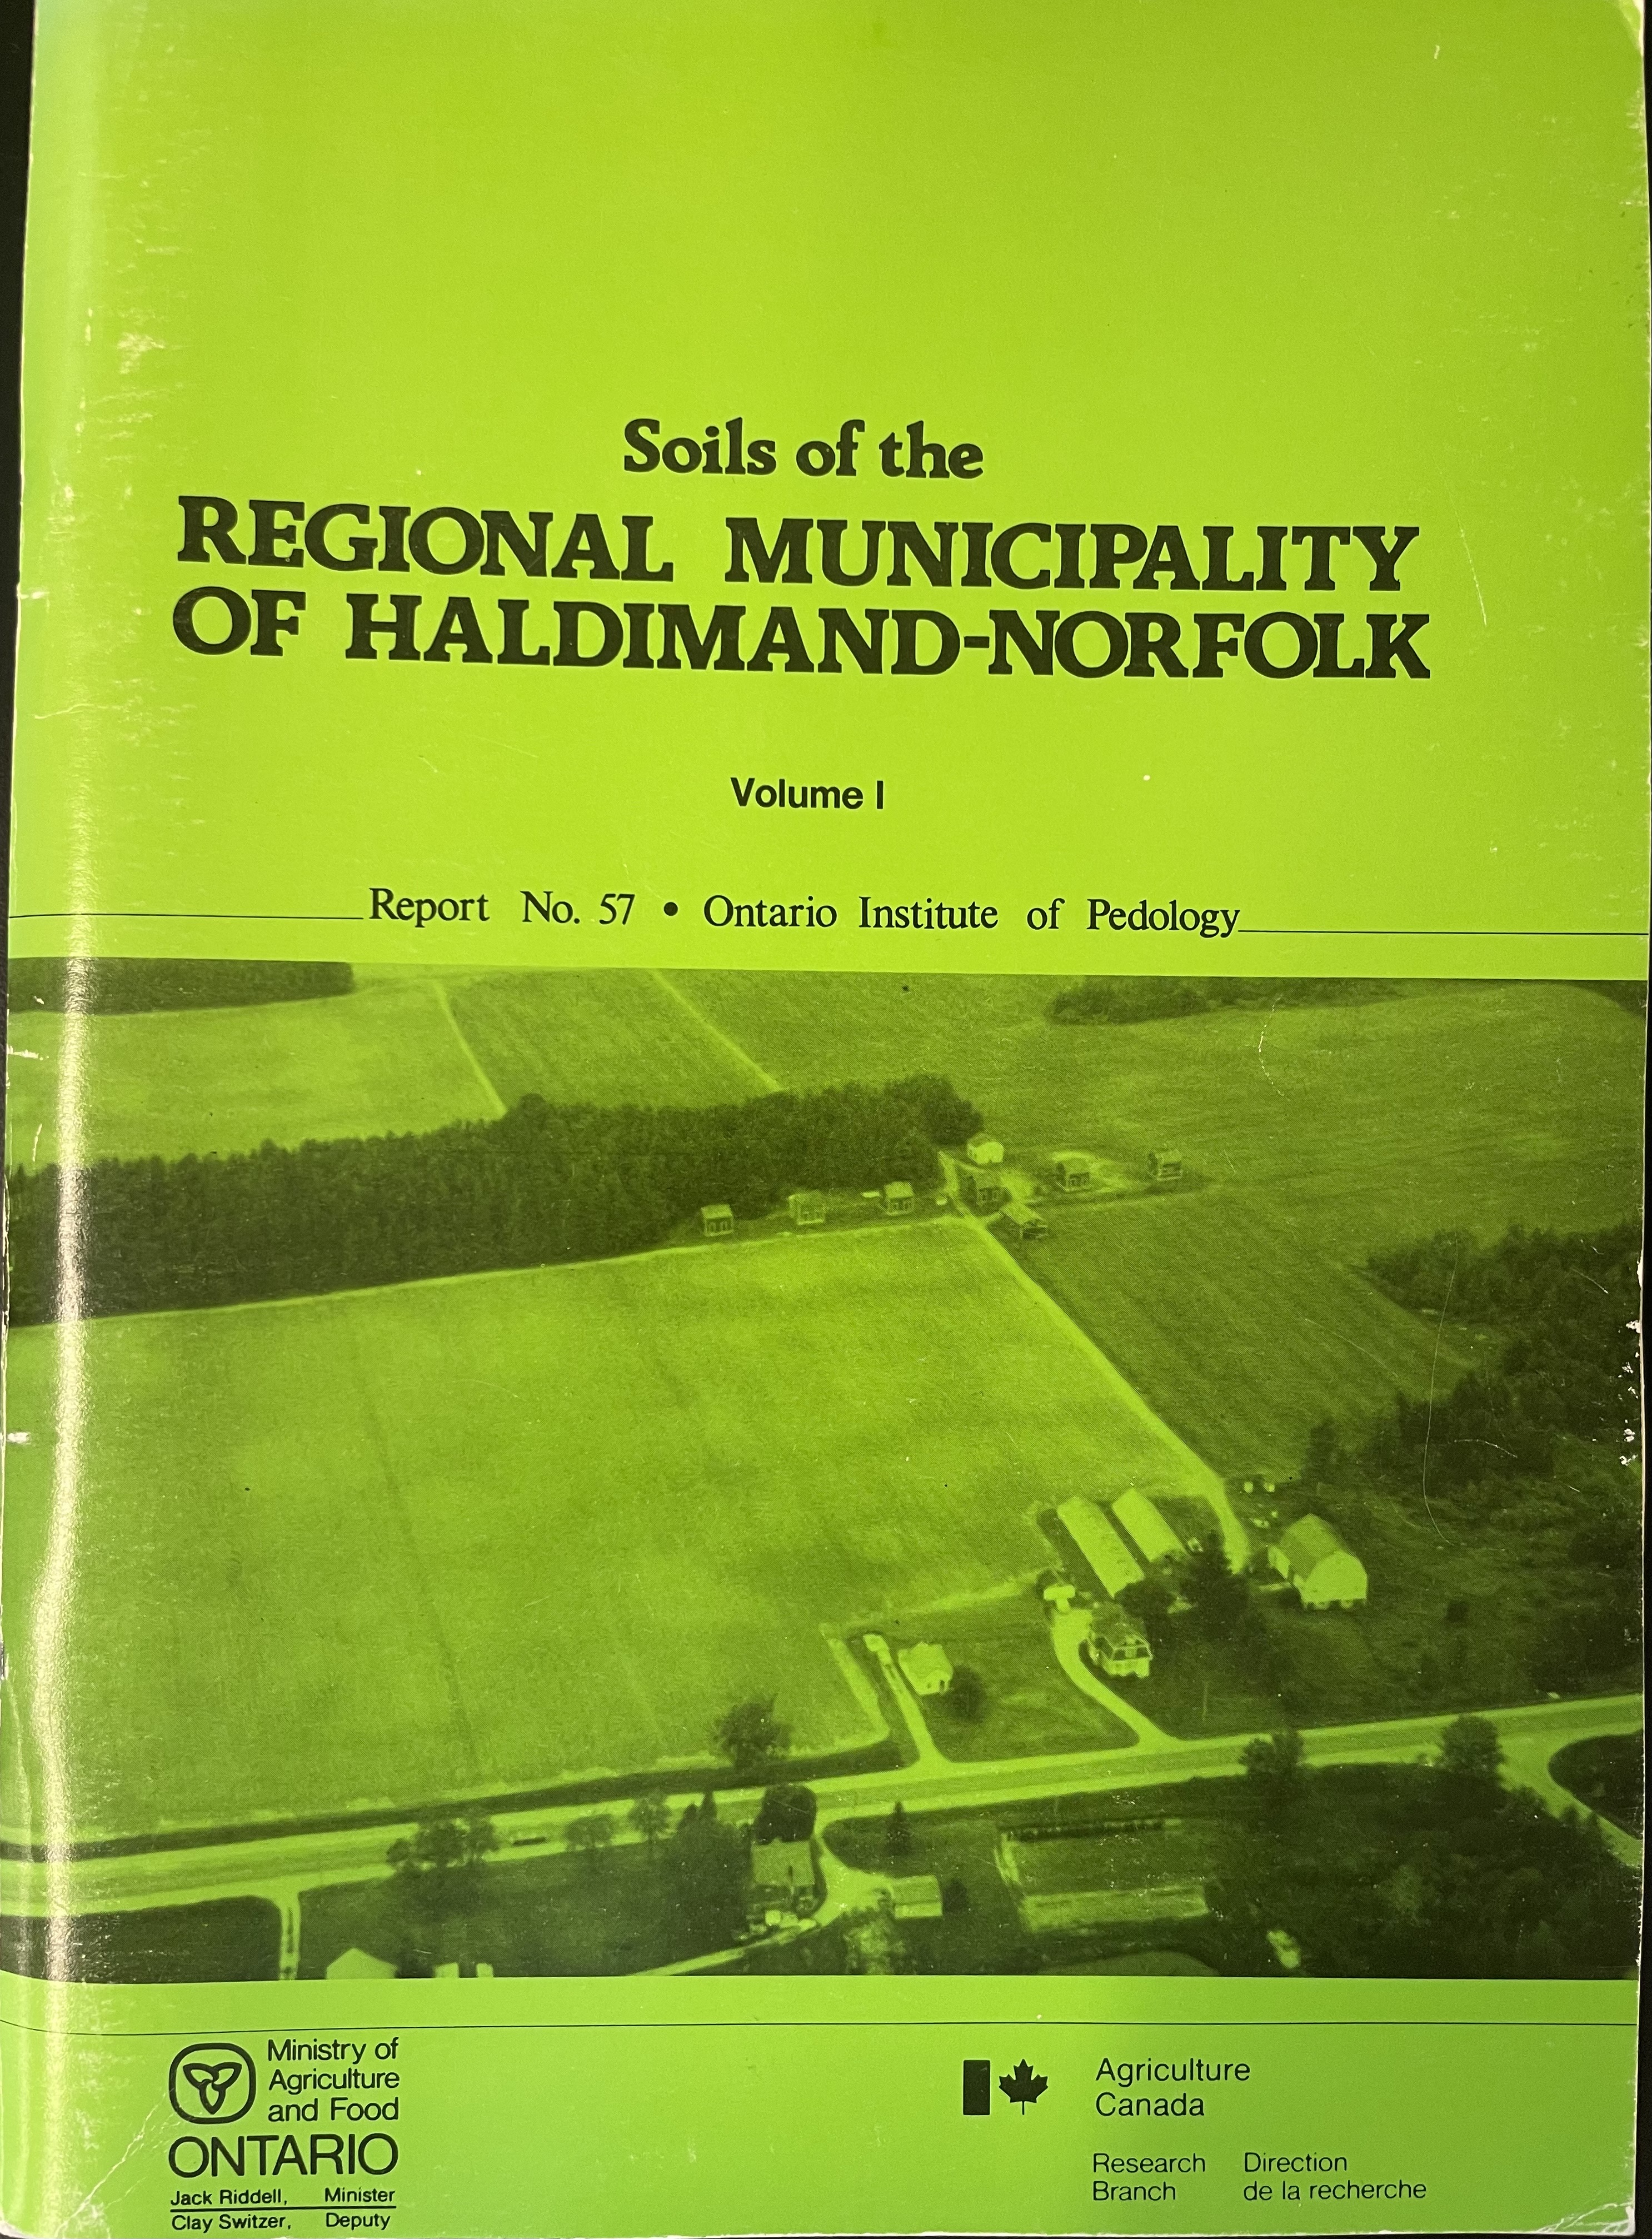 Soils of the
REGIONAL MUNICIPALITY
OF HALDIMAND-NORFOLK
Volume I
Report No. 57 • Ontario Institute of Pedology
Ministry of
Agriculture
and Food
ONTARIO
Jack Riddell, Minister
Clay Switzer, Deputy
Agriculture
Canada
Research Direction
Branch de la recherche